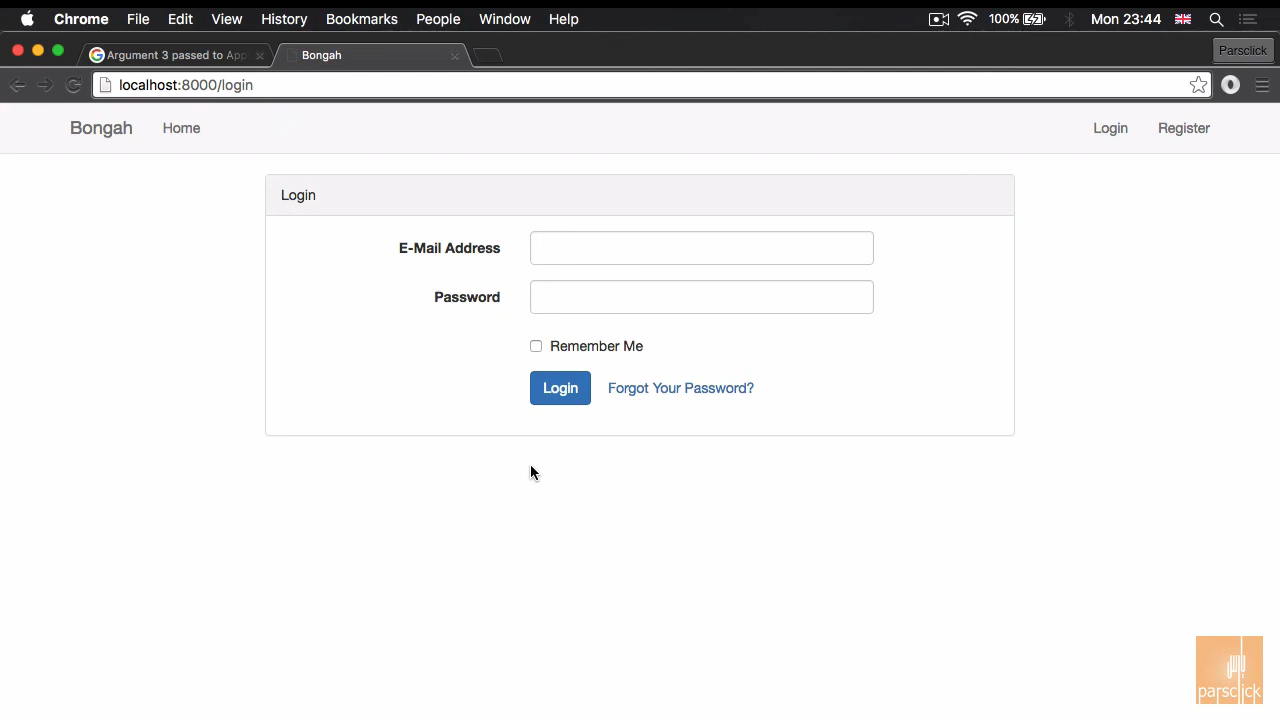 Chrome File Edit View History Bookmarks People Window Help 100% Mon 23:44
Argument 3 passed to App Bongah Parsclick
localhost:8000/login
Bongah Home Login Register
Login
E-Mail Address
Password
Remember Me
Login Forgot Your Password?
parsclick